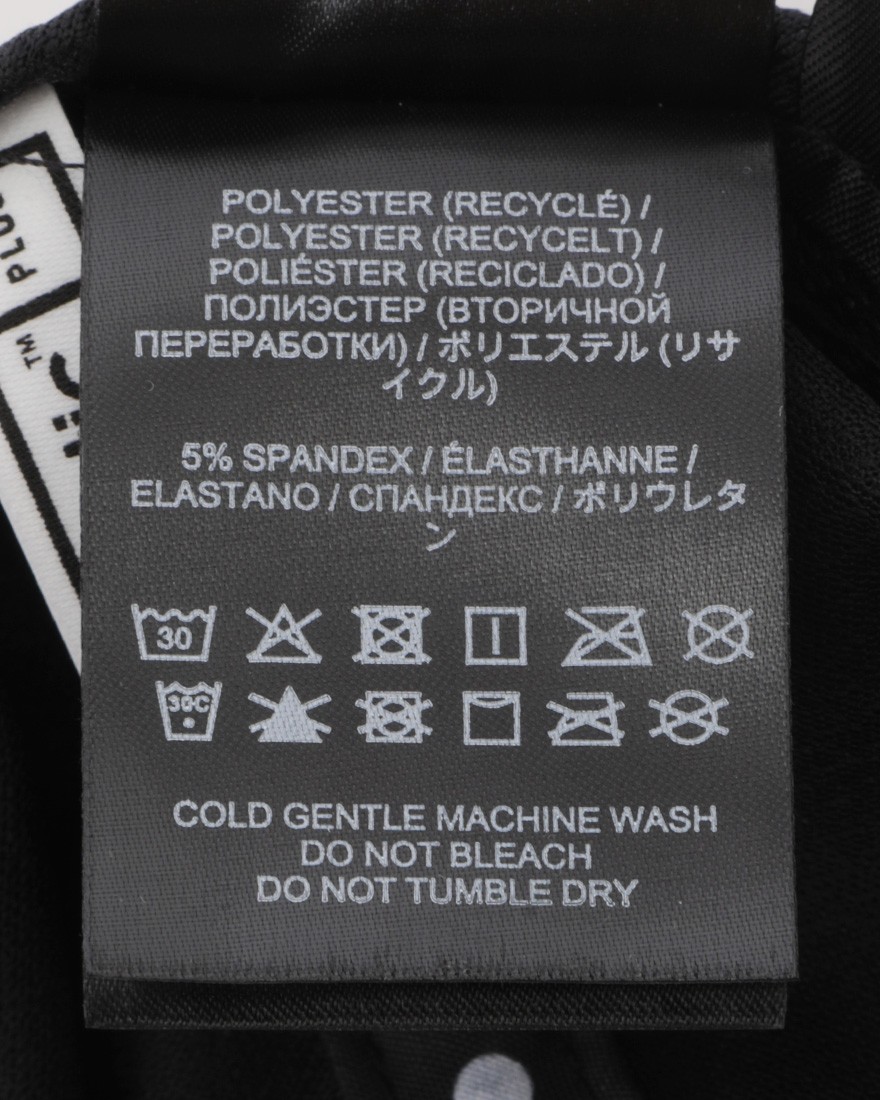 POLYESTER (RECYCLÉ) /
POLYESTER (RECYCELT) /
POLIÉSTER (RECICLADO) /
ПОЛИЭСТЕР (ВТОРИЧНОЙ
ПЕРЕРАБОТКИ) / ポリエステル (リサ
イクル)
5% SPANDEX / ÉLASTHANNE /
ELASTANO / СПАНДЕКС / ポリウレタ
ン
30
30C
COLD GENTLE MACHINE WASH
DO NOT BLEACH
DO NOT TUMBLE DRY
PLUS
TM